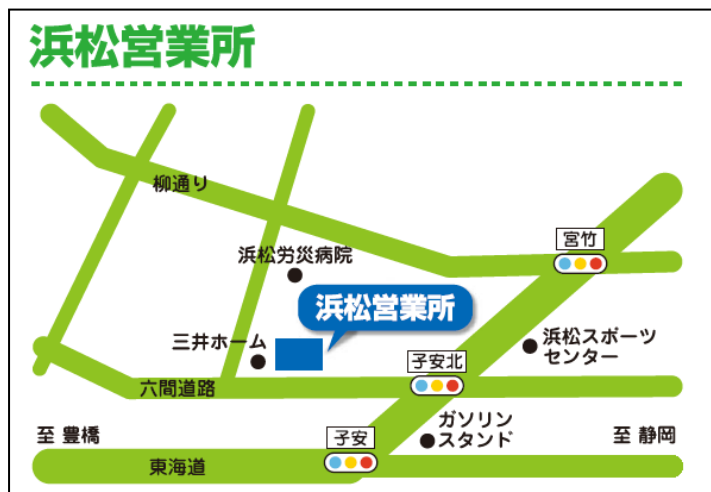 浜松営業所
柳通り
宮竹
浜松労災病院
浜松営業所
三井ホーム
浜松スポーツ
センター
子安北
六間道路
ガソリン
スタンド
至 豊橋
子安
至 静岡
東海道